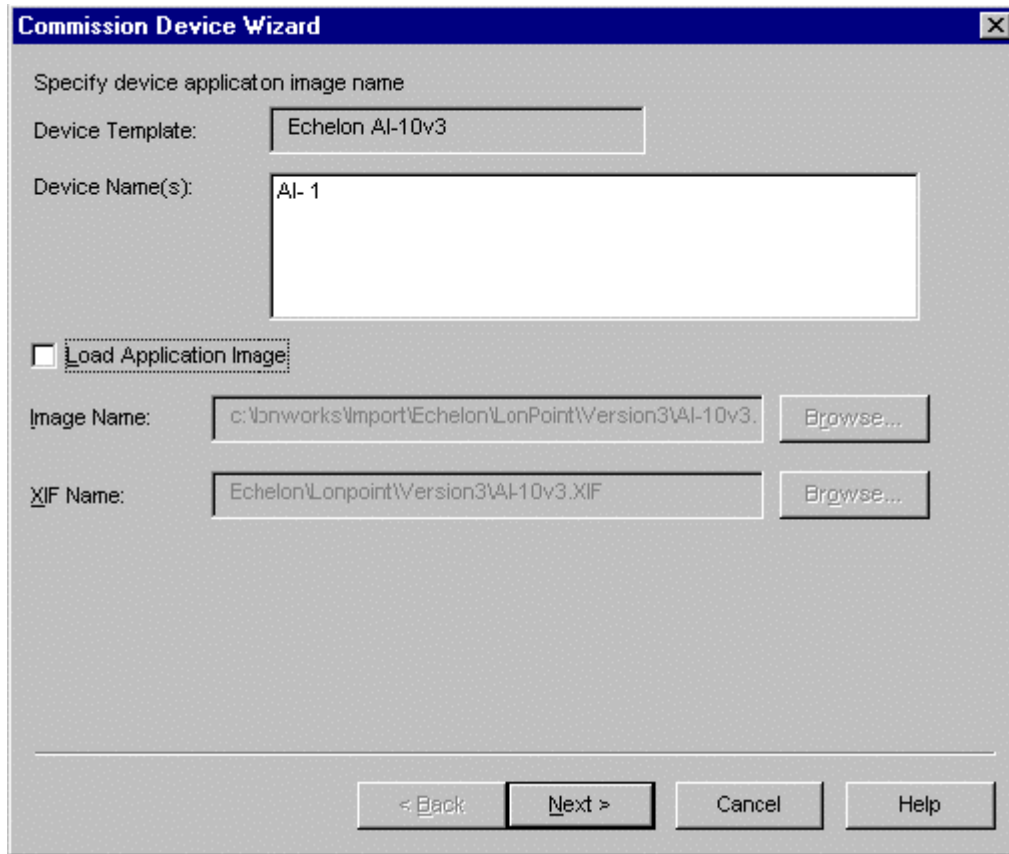 Commission Device Wizard
Specify device applicaton image name
Device Template: Echelon AI-10v3
Device Name(s): AI- 1
Load Application Image
Image Name: c:\lonworks\Import\Echelon\LonPoint\Version3\AI-10v3. Browse...
XIF Name: Echelon\Lonpoint\Version3\AI-10v3.XIF Browse...
< Back Next > Cancel Help